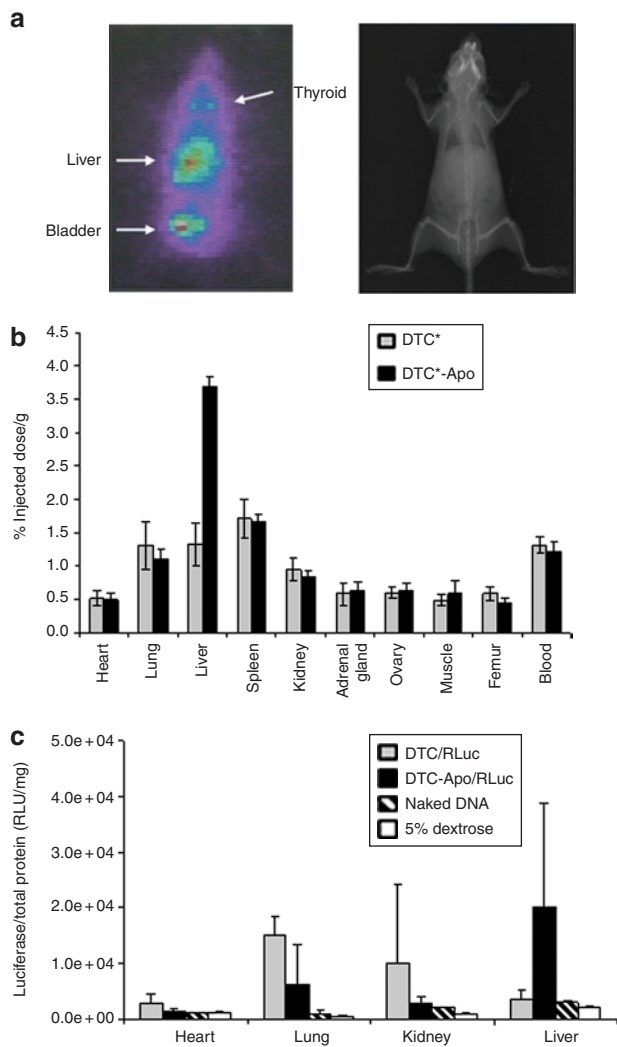 a
Thyroid
Liver
Bladder
b
% Injected dose/g
4.5
4.0
3.5
3.0
2.5
2.0
1.5
1.0
0.5
0.0
DTC*
DTC*-Apo
Heart
Lung
Liver
Spleen
Kidney
Adrenal
gland
Ovary
Muscle
Femur
Blood
c
Luciferase/total protein (RLU/mg)
5.0e+04
4.0e+04
3.0e+04
2.0e+04
1.0e+04
0.0e+00
DTC/RLuc
DTC-Apo/RLuc
Naked DNA
5% dextrose
Heart
Lung
Kidney
Liver